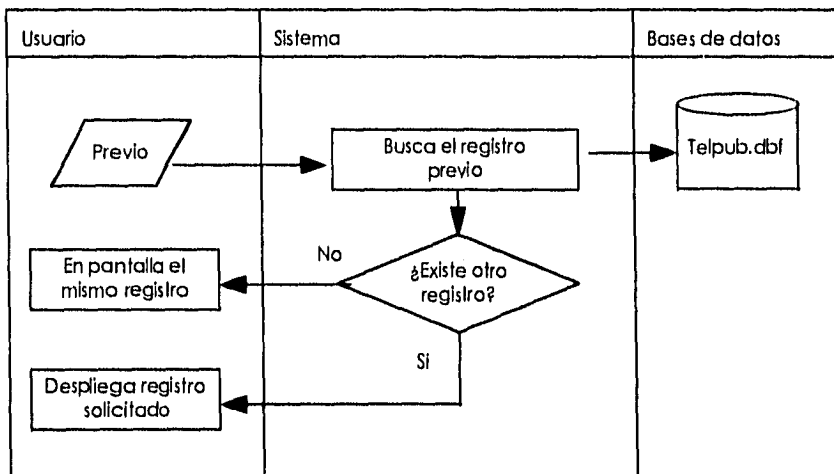 Usuario
Sistema
Bases de datos
Previo
Busca el registro
previo
Telpub.dbf
No
¿Existe otro
registro?
En pantalla el
mismo registro
Si
Despliega registro
solicitado